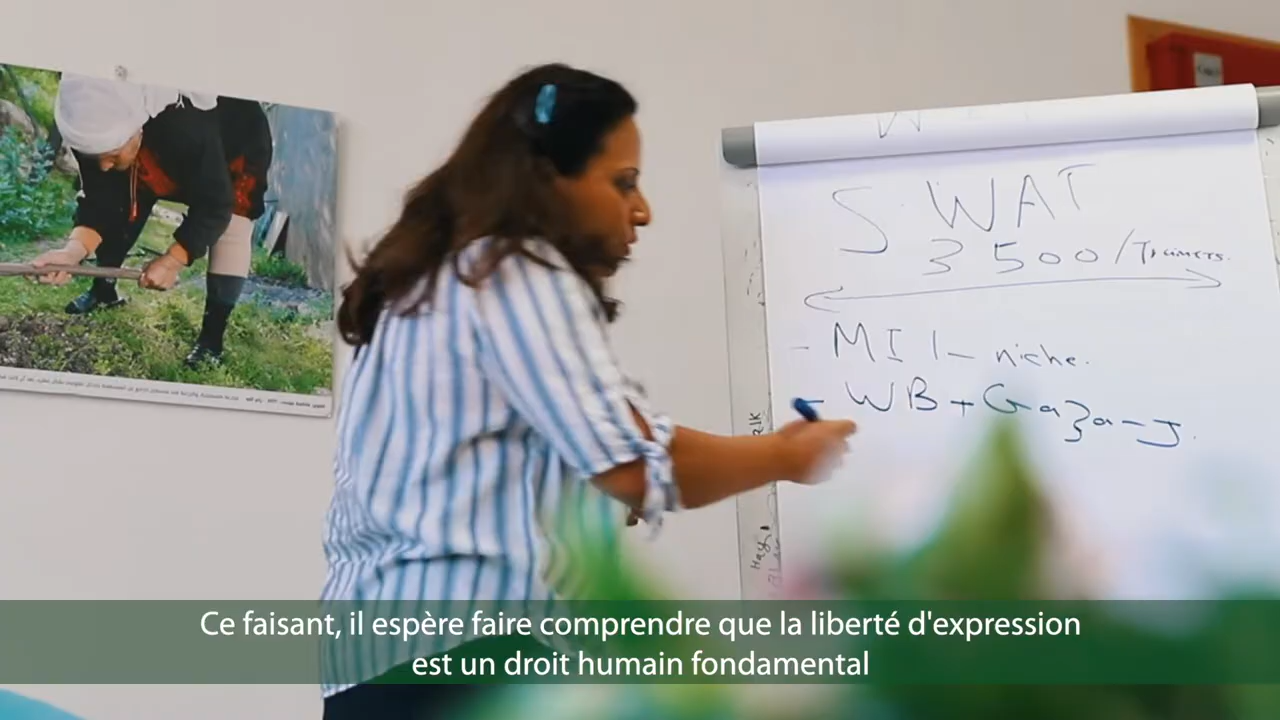 SWAT
3500/Trainers.
- MIL - niche.
- WB + Gaza - J.
Ce faisant, il espère faire comprendre que la liberté d'expression
est un droit humain fondamental